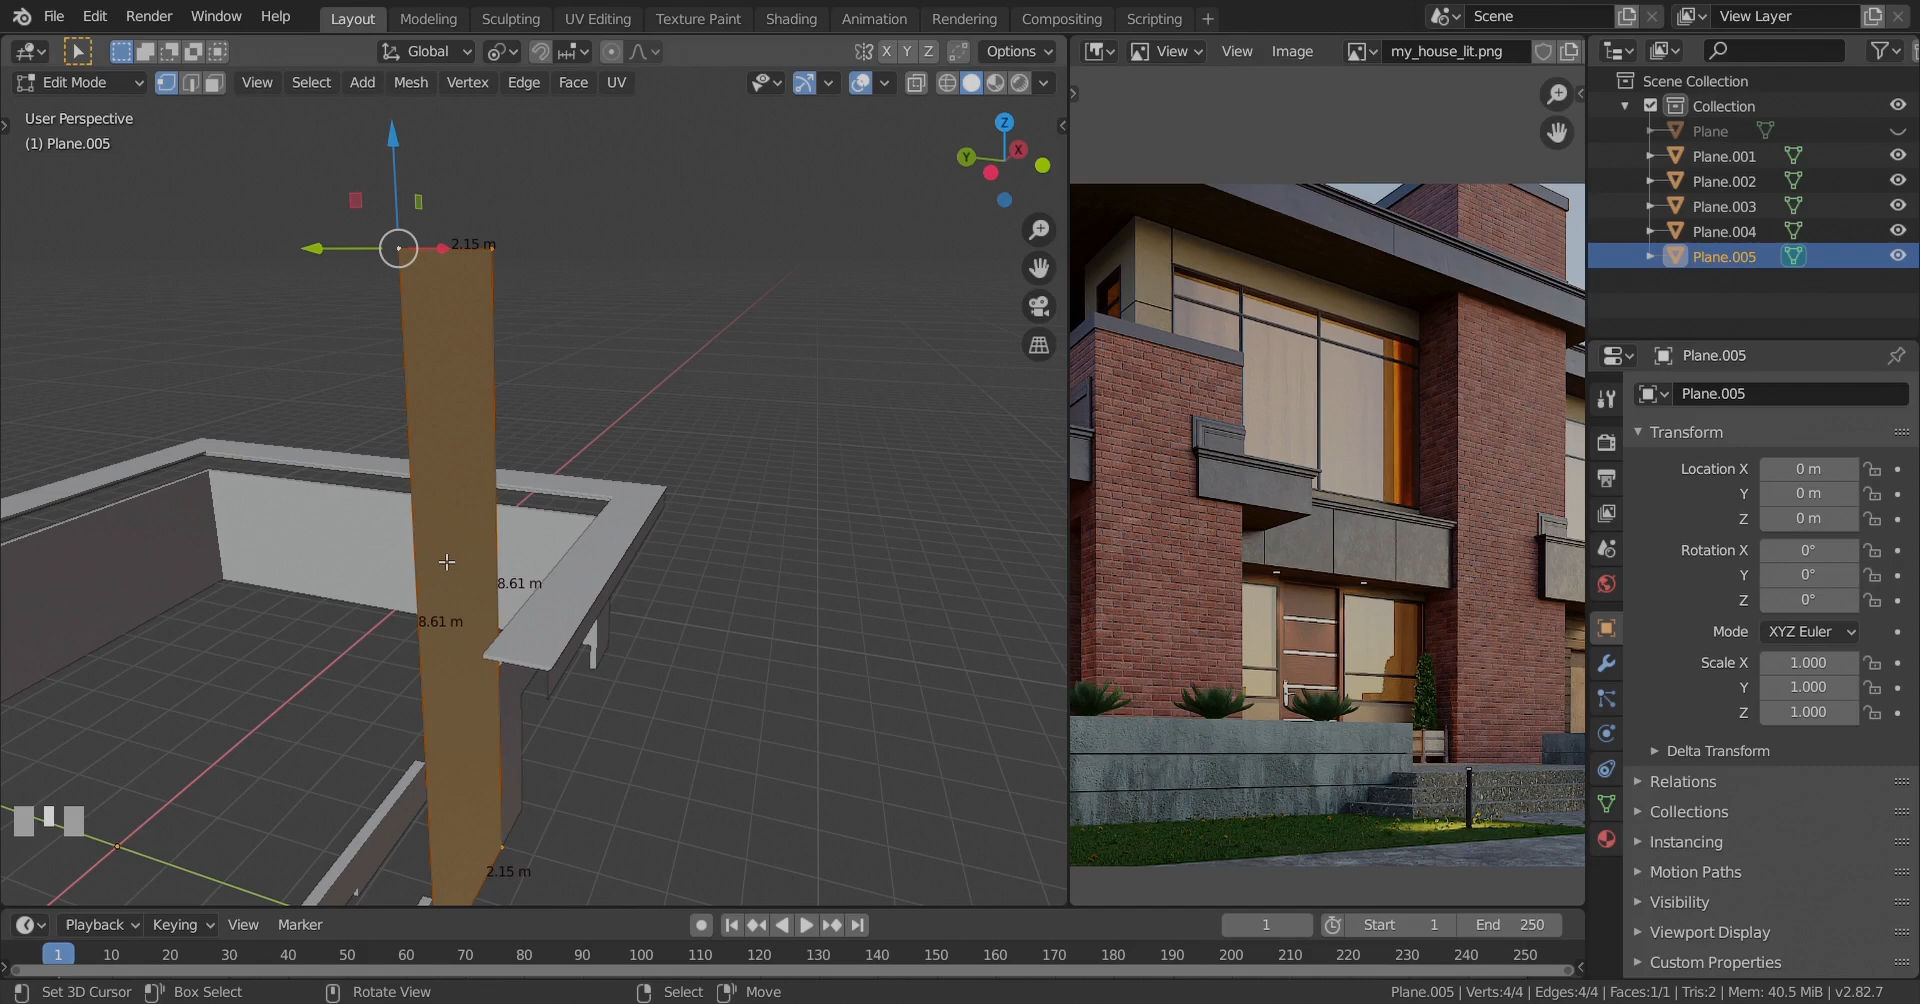 File Edit Render Window Help Layout Modeling Sculpting UV Editing Texture Paint Shading Animation Rendering Compositing Scripting + Scene View Layer
Global X Y Z Options View View Image my_house_lit.png
Edit Mode View Select Add Mesh Vertex Edge Face UV
User Perspective
(1) Plane.005
Z
X
Y
2.15 m
8.61 m
8.61 m
2.15 m
Scene Collection
Collection
Plane
Plane.001
Plane.002
Plane.003
Plane.004
Plane.005
Plane.005
Plane.005
Transform
Location X 0 m
Y 0 m
Z 0 m
Rotation X 0°
Y 0°
Z 0°
Mode XYZ Euler
Scale X 1.000
Y 1.000
Z 1.000
Delta Transform
Relations
Collections
Instancing
Motion Paths
Visibility
Viewport Display
Custom Properties
Playback Keying View Marker 1 Start 1 End 250
1 10 20 30 40 50 60 70 80 90 100 110 120 130 140 150 160 170 180 190 200 210 220 230 240 250
Set 3D Cursor Box Select Rotate View Select Move Plane.005 | Verts:4/4 | Edges:4/4 | Faces:1/1 | Tris:2 | Mem: 40.5 MiB | v2.82.7